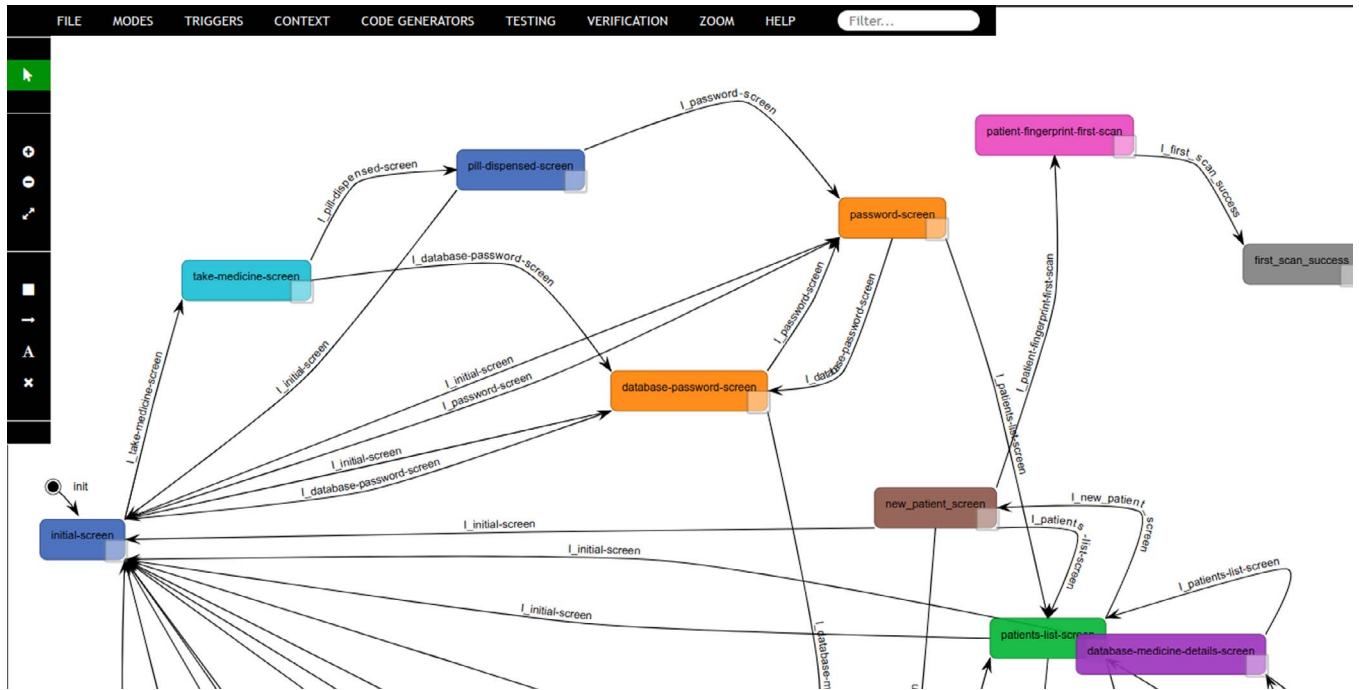 FILE MODES TRIGGERS CONTEXT CODE GENERATORS TESTING VERIFICATION ZOOM HELP Filter...
A
I_password-screen
patient-fingerprint-first-scan
I_first_scan_success
pill-dispensed-screen
I_pill-dispensed-screen
password-screen
first_scan_success
take-medicine-screen
I_database-password-screen
I_password-screen
I_database-password-screen
I_patient-fingerprint-first-scan
I_take-medicine-screen
I_initial-screen
I_initial-screen
I_password-screen
database-password-screen
I_patients-list-screen
I_initial-screen
I_database-password-screen
init
initial-screen
I_initial-screen
new_patient_screen
I_new_patient_screen
I_patients-list-screen
I_initial-screen
I_patients-list-screen
I_initial-screen
patients-list-screen
database-medicine-details-screen
I_database-m